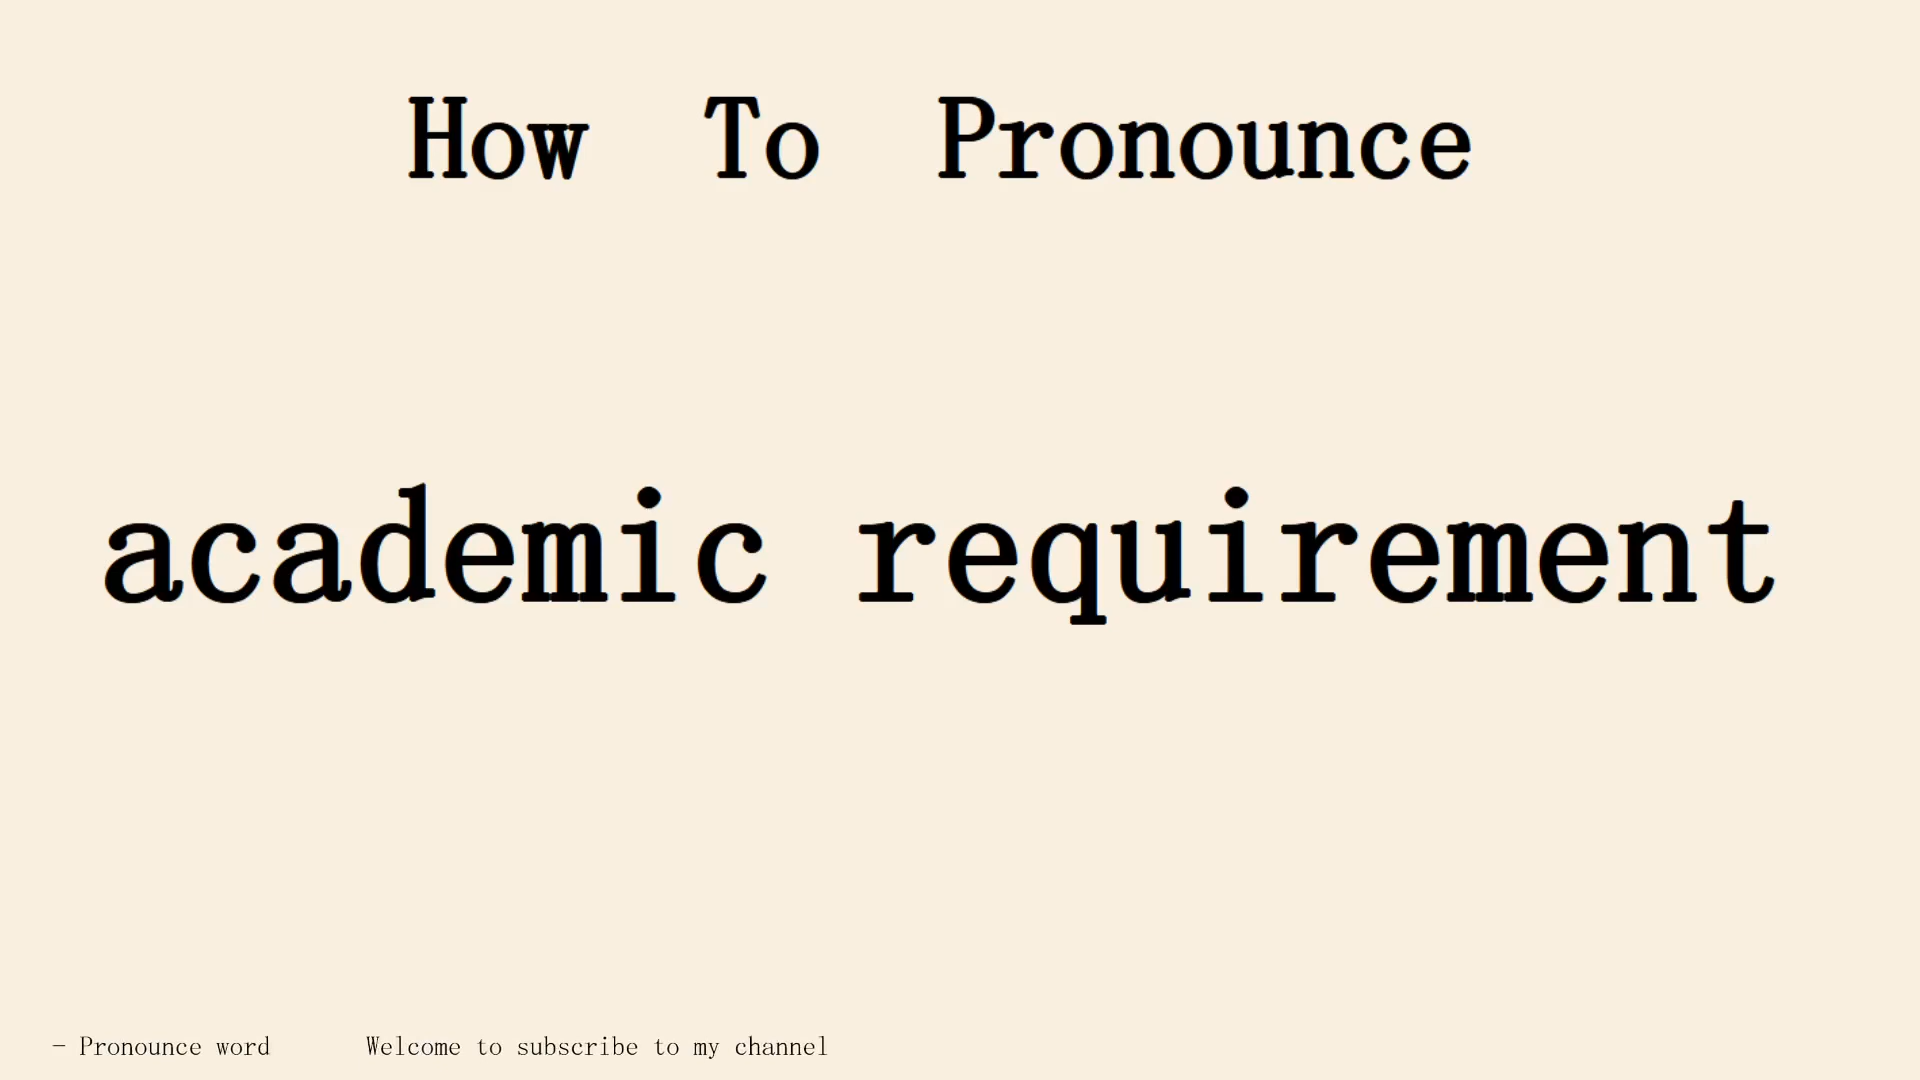 How To Pronounce
academic requirement
- Pronounce word Welcome to subscribe to my channel